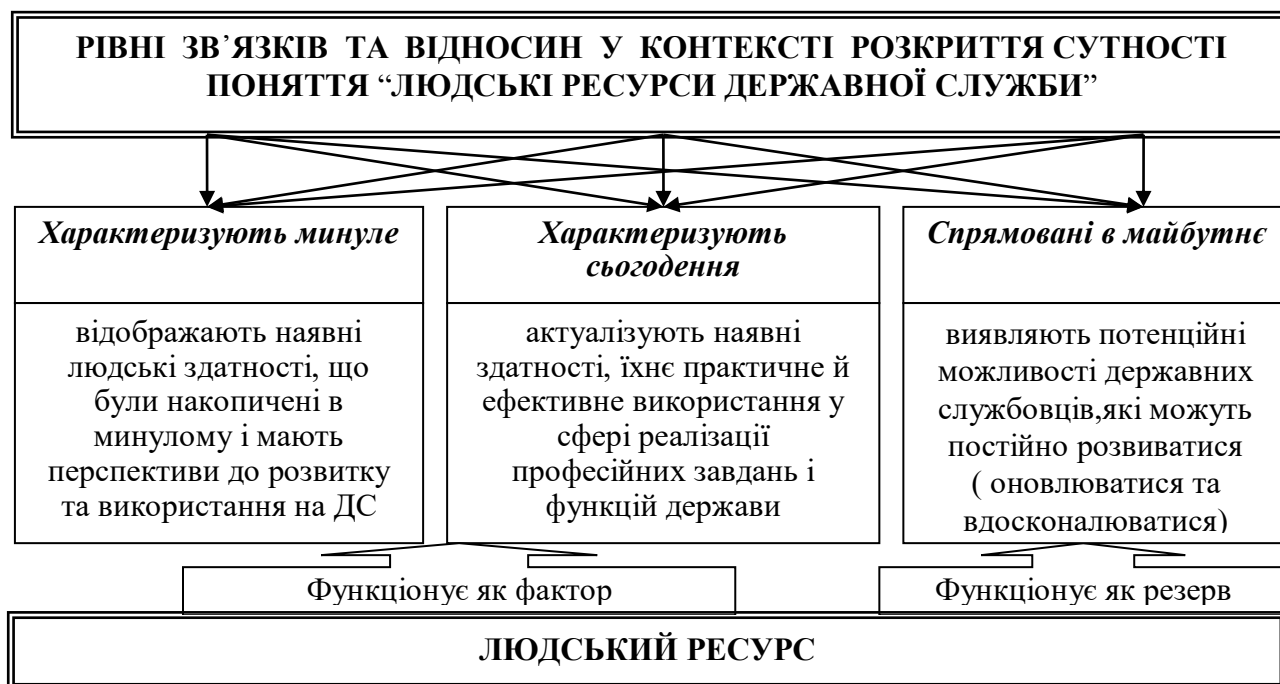 РІВНІ ЗВ’ЯЗКІВ ТА ВІДНОСИН У КОНТЕКСТІ РОЗКРИТТЯ СУТНОСТІ
ПОНЯТТЯ “ЛЮДСЬКІ РЕСУРСИ ДЕРЖАВНОЇ СЛУЖБИ”
Характеризують минуле
відображають наявні
людські здатності, що
були накопичені в
минулому і мають
перспективи до розвитку
та використання на ДС
Характеризують
сьогодення
актуалізують наявні
здатності, їхнє практичне й
ефективне використання у
сфері реалізації
професійних завдань і
функцій держави
Спрямовані в майбутнє
виявляють потенційні
можливості державних
службовців,які можуть
постійно розвиватися
( оновлюватися та
вдосконалюватися)
Функціонує як фактор
Функціонує як резерв
ЛЮДСЬКИЙ РЕСУРС